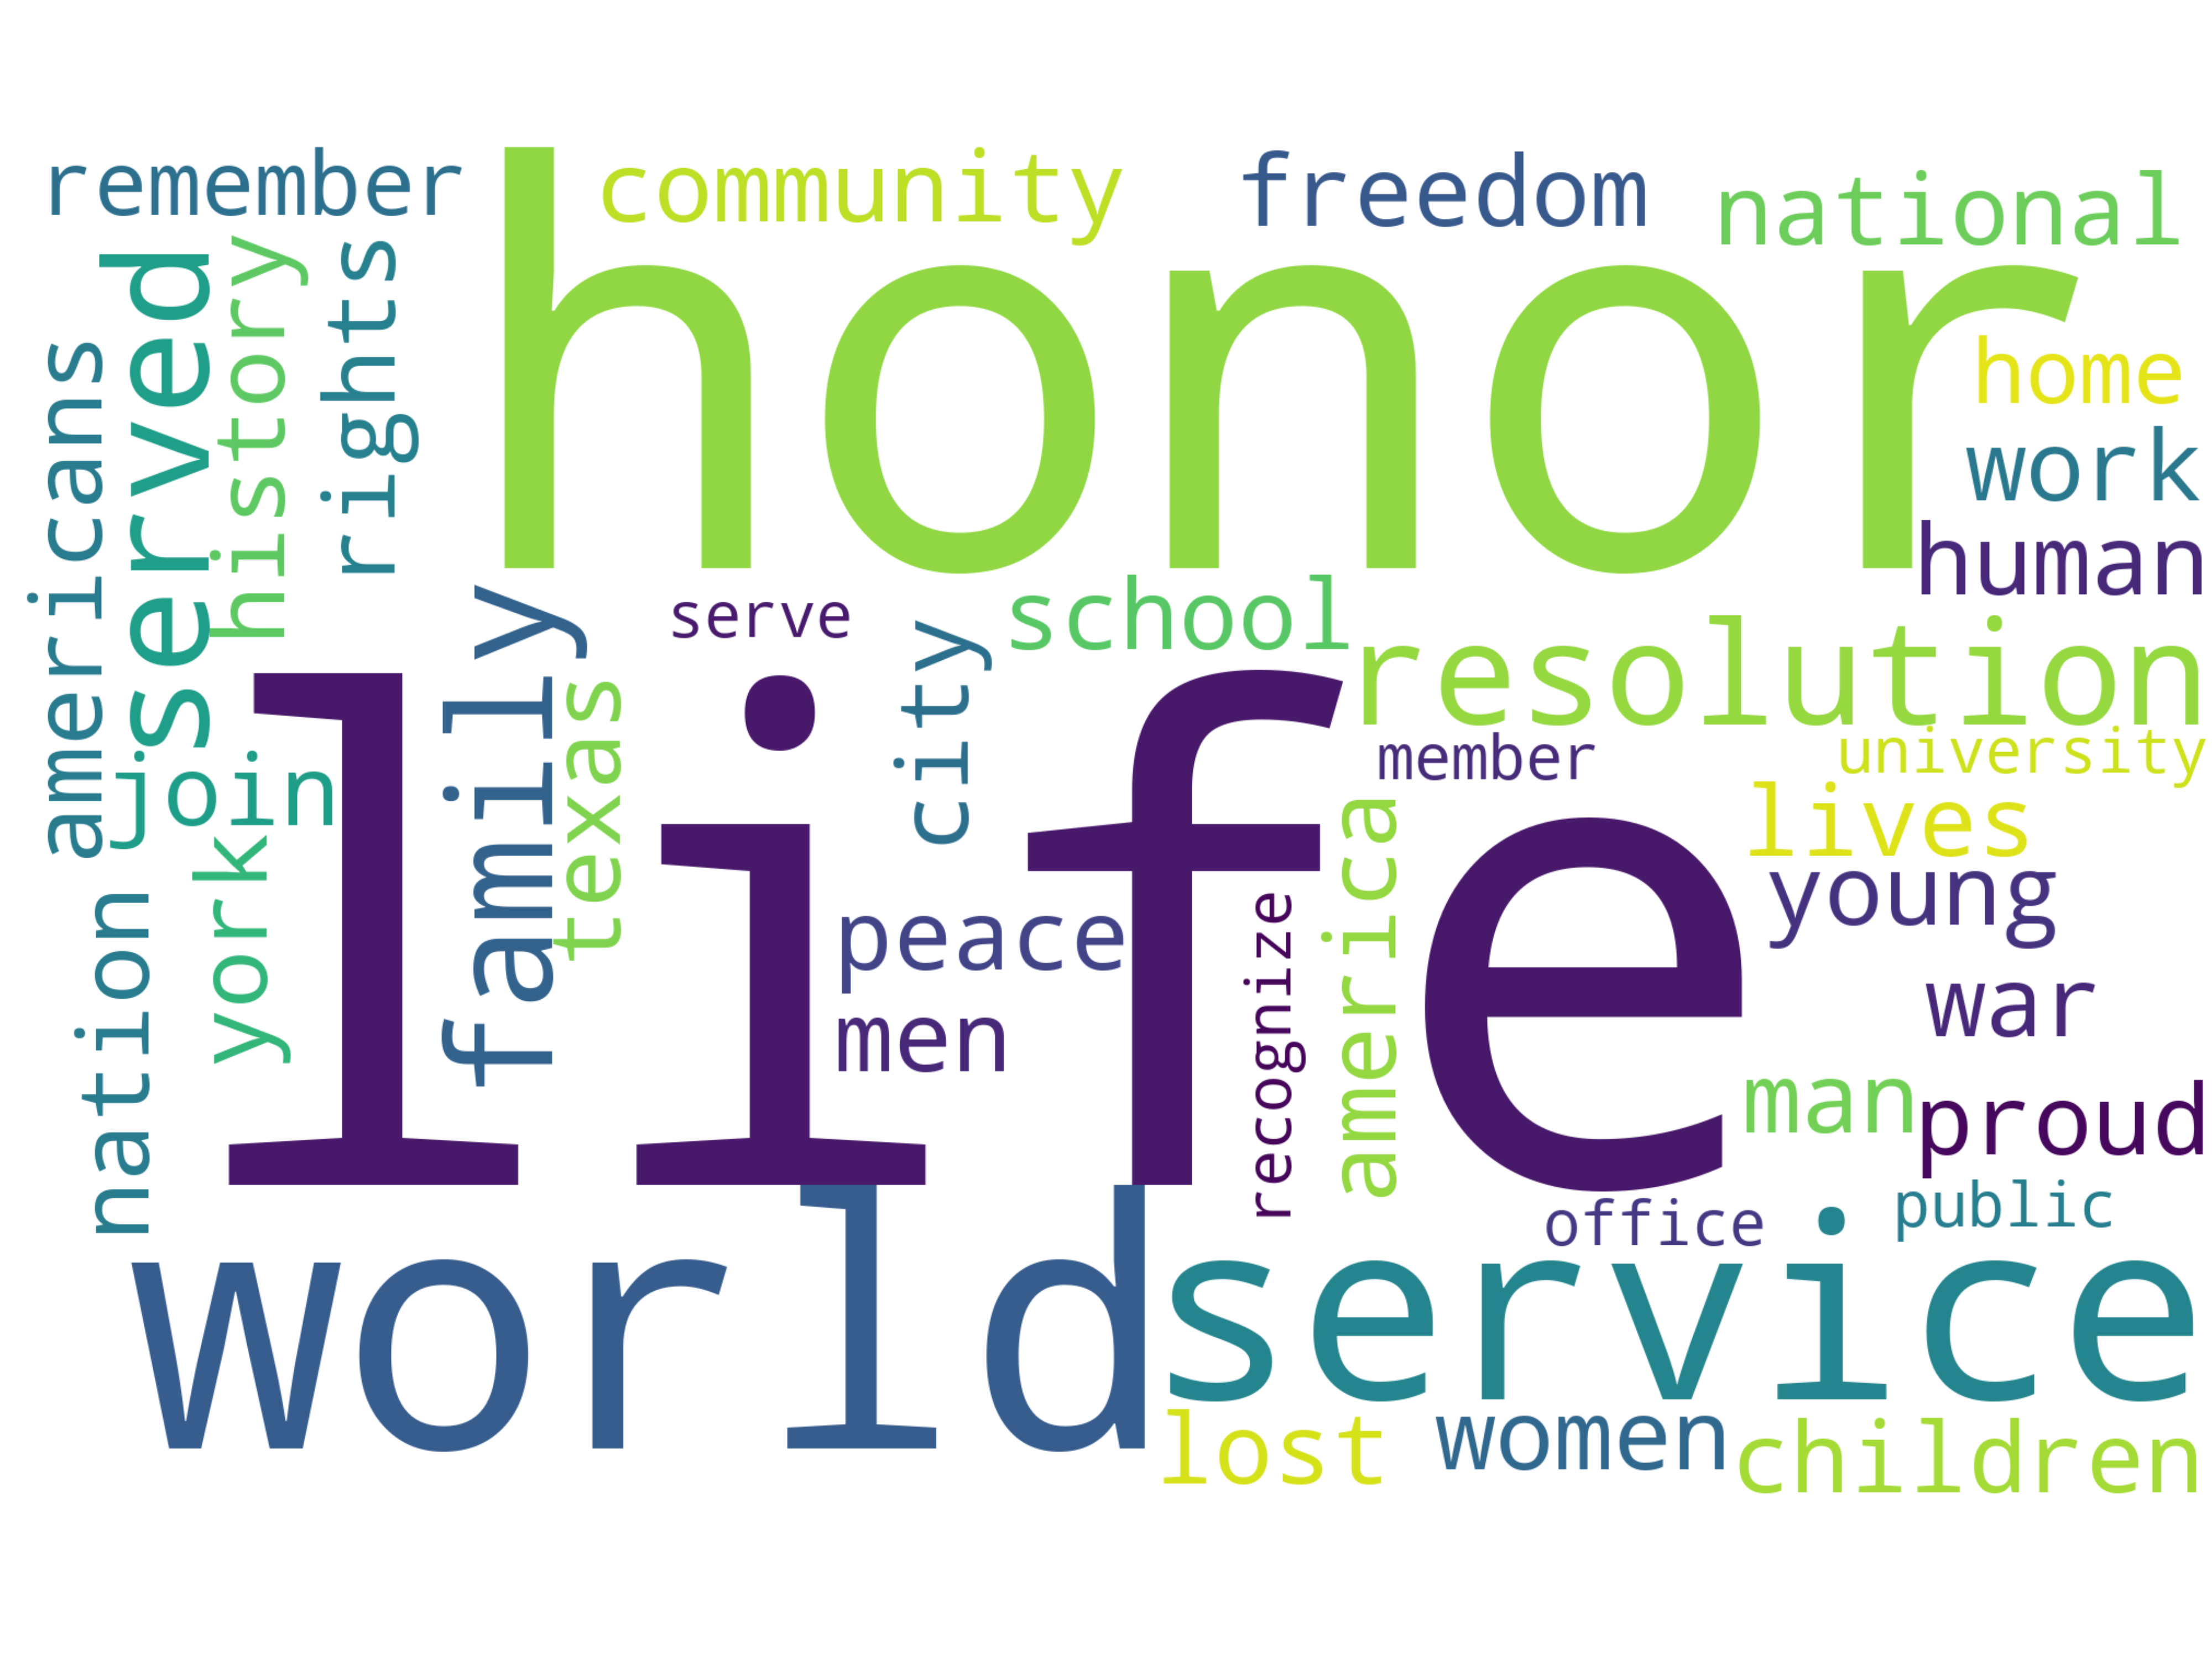 remember
community
freedom
national
honor
served
history
rights
americans
home
work
human
family
serve
school
city
resolution
texas
life
member
university
join
lives
york
america
young
peace
nation
recognize
war
men
man
proud
office
public
world
service
lost
women
children